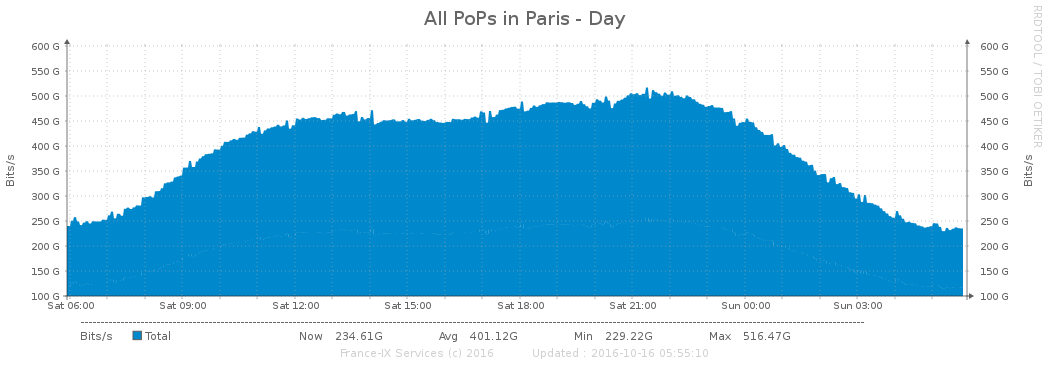 All PoPs in Paris - Day
RRDTOOL / TOBI OETIKER
Bits/s
600 G 600 G
550 G 550 G
500 G 500 G
450 G 450 G
400 G 400 G
350 G 350 G
300 G 300 G
250 G 250 G
200 G 200 G
150 G 150 G
100 G 100 G
Bits/s
Sat 06:00 Sat 09:00 Sat 12:00 Sat 15:00 Sat 18:00 Sat 21:00 Sun 00:00 Sun 03:00
Bits/s Total Now 234.61G Avg 401.12G Min 229.22G Max 516.47G
France-IX Services (c) 2016 Updated : 2016-10-16 05:55:10